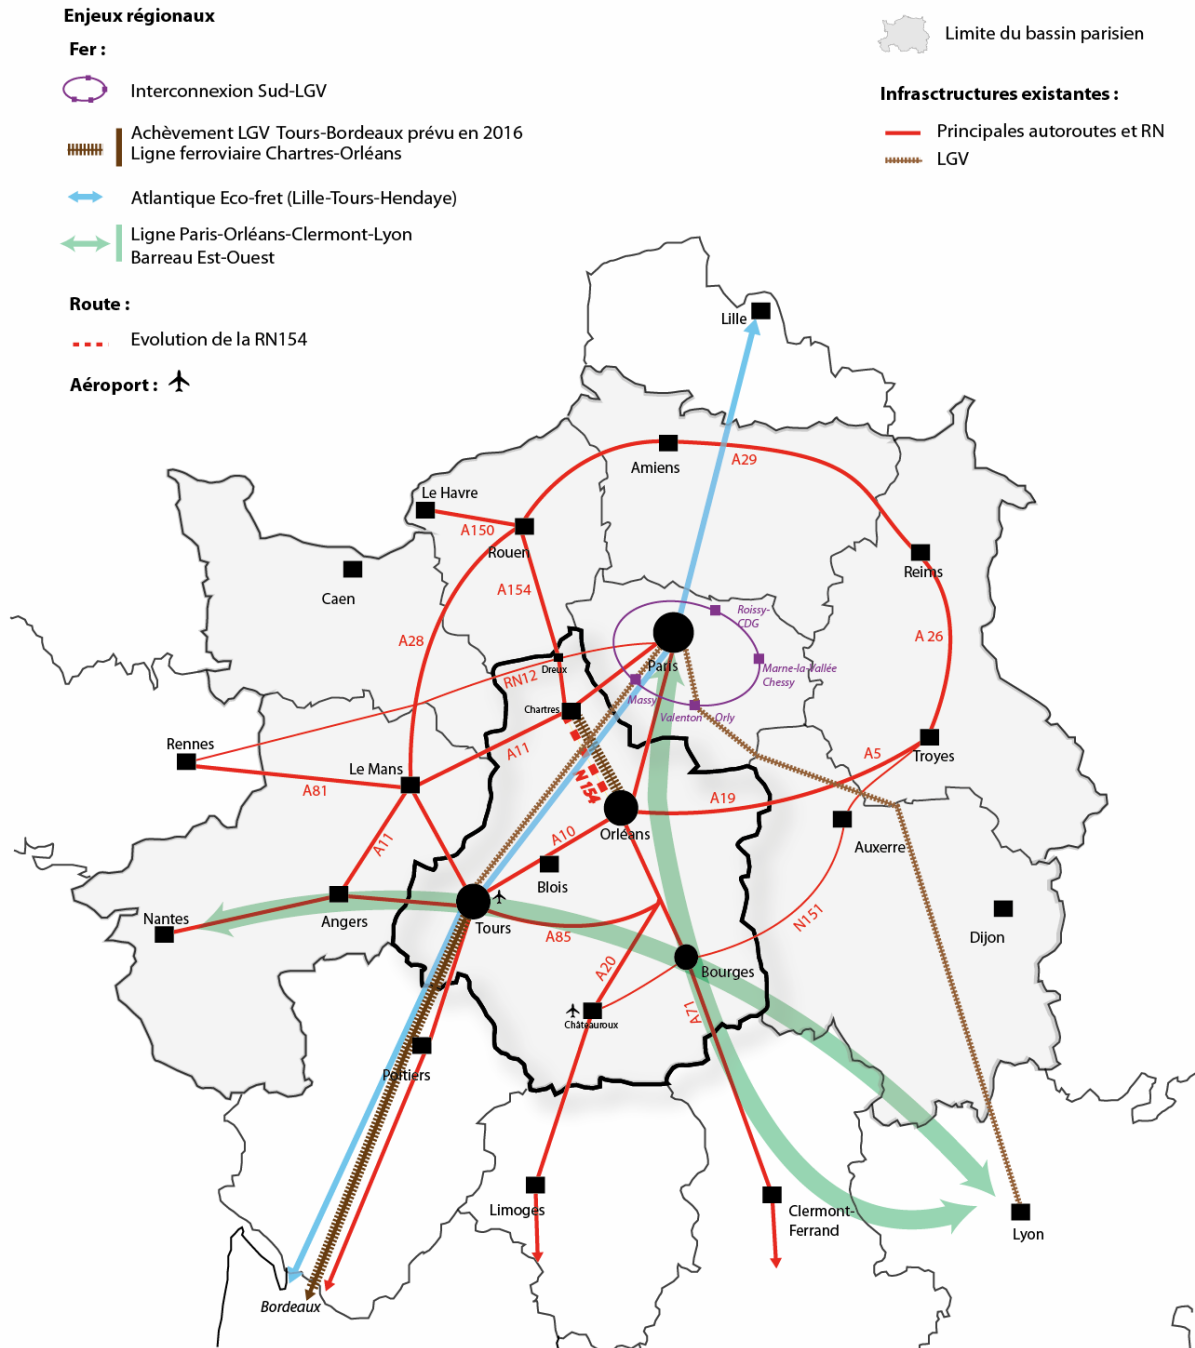 Enjeux régionaux
Fer :
Interconnexion Sud-LGV
Achèvement LGV Tours-Bordeaux prévu en 2016
Ligne ferroviaire Chartres-Orléans
Atlantique Eco-fret (Lille-Tours-Hendaye)
Ligne Paris-Orléans-Clermont-Lyon
Barreau Est-Ouest
Route :
Evolution de la RN154
Aéroport :
Limite du bassin parisien
Infrasctructures existantes :
Principales autoroutes et RN
LGV
Lille
Amiens
A29
Le Havre
A150
Rouen
Reims
Caen
A154
Roissy-
CDG
A28
A 26
Paris
Dreux
RN12
Marne-la-Vallée
Chessy
Massy
Chartres
Valenton
Orly
Rennes
A11
Troyes
A5
Le Mans
A81
N 154
A19
Orléans
A10
Auxerre
A11
Blois
Nantes
Angers
Tours
A85
N151
Dijon
A20
Bourges
A71
Châteauroux
Poitiers
Limoges
Clermont-
Ferrand
Lyon
Bordeaux